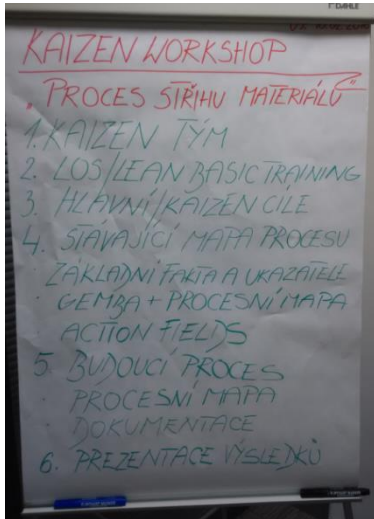 DAHLE
KAIZEN WORKSHOP
"PROCES STŘIHU MATERIÁLŮ"
1. KAIZEN TÝM
2. LOS/LEAN BASIC TRAINING
3. HLAVNÍ/KAIZEN CÍLE
4. STÁVAJÍCÍ MAPA PROCESU
· ZÁKLADNÍ FAKTA A UKAZATELE
· GEMBA + PROCESNÍ MAPA
· ACTION FIELDS
5. BUDOUCÍ PROCES
· PROCESNÍ MAPA
· DOKUMENTACE
6. PREZENTACE VÝSLEDKŮ